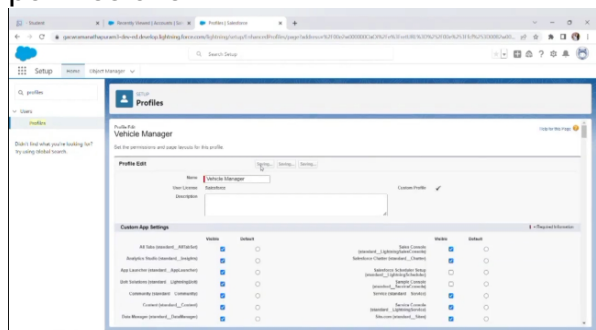 Student
Recently Viewed | Accounts | Sale
Profiles | Salesforce
Search Setup
Setup
Home
Object Manager
profiles
Users
Profiles
Didn't find what you're looking for?
Try using global search.
SETUP
Profiles
Profile Edit
Vehicle Manager
Help for this Page
Set the permissions and page layouts for this profile.
Profile Edit
Saving... Saving... Saving...
Name Vehicle Manager
User License Salesforce Custom Profile
Description
Custom App Settings = Required Information
Visible Default Visible Default
All Tabs (standard__AllTabSet)
Sales Console
(standard__LightningSalesConsole)
Analytics Studio (standard__Insights)
Salesforce Chatter (standard__Chatter)
App Launcher (standard__AppLauncher)
Salesforce Scheduler Setup
(standard__LightningScheduler)
Bolt Solutions (standard__LightningBolt)
Sample Console
(standard__ServiceConsole)
Community (standard__Community)
Service (standard__Service)
Content (standard__Content)
Service Console
(standard__LightningService)
Data Manager (standard__DataManager)
Site.com (standard__Sites)